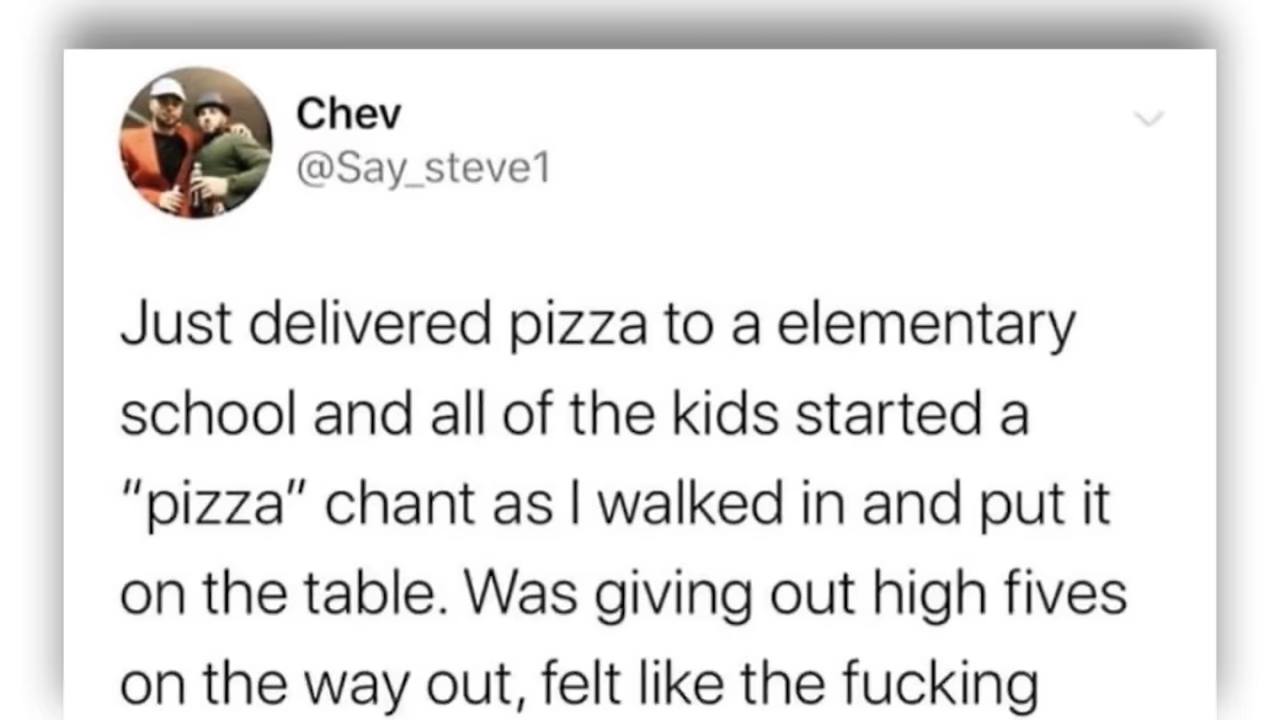 Chev
@Say_steve1
Just delivered pizza to a elementary
school and all of the kids started a
“pizza” chant as I walked in and put it
on the table. Was giving out high fives
on the way out, felt like the fucking